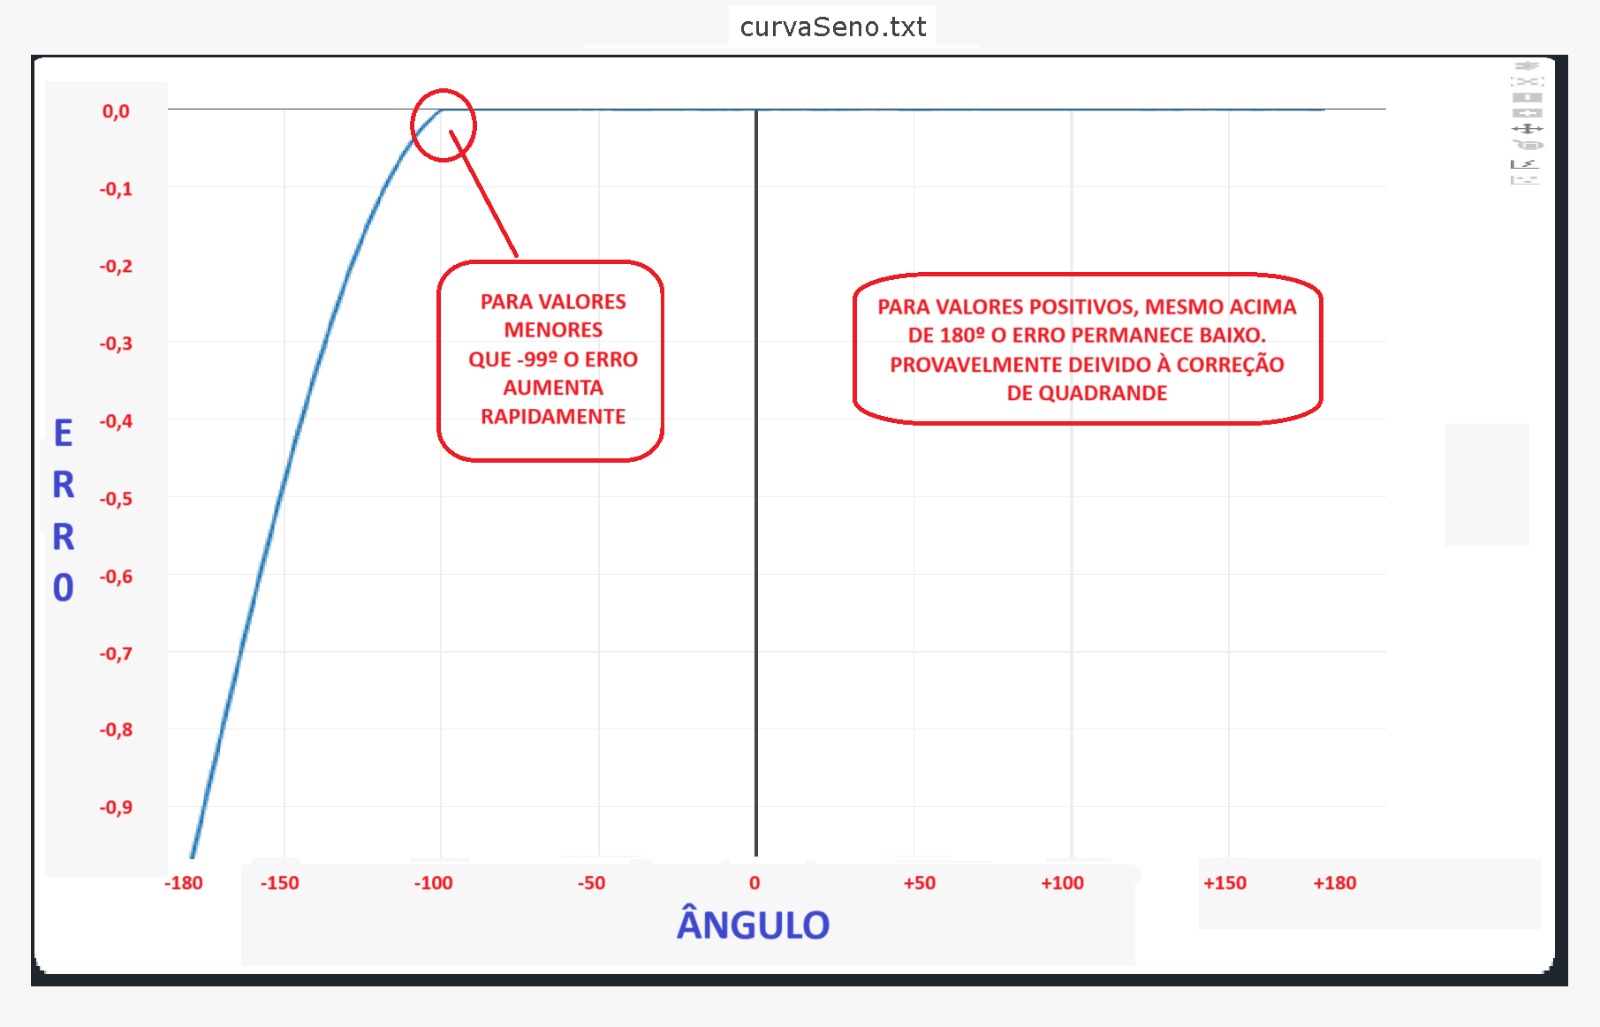 curvaSeno.txt
0,0
-0,1
-0,2
-0,3
-0,4
-0,5
-0,6
-0,7
-0,8
-0,9
E
R
R
0
PARA VALORES
MENORES
QUE -99º O ERRO
AUMENTA
RAPIDAMENTE
PARA VALORES POSITIVOS, MESMO ACIMA
DE 180º O ERRO PERMANECE BAIXO.
PROVAVELMENTE DEIVIDO À CORREÇÃO
DE QUADRANDE
-180 -150 -100 -50 0 +50 +100 +150 +180
ÂNGULO